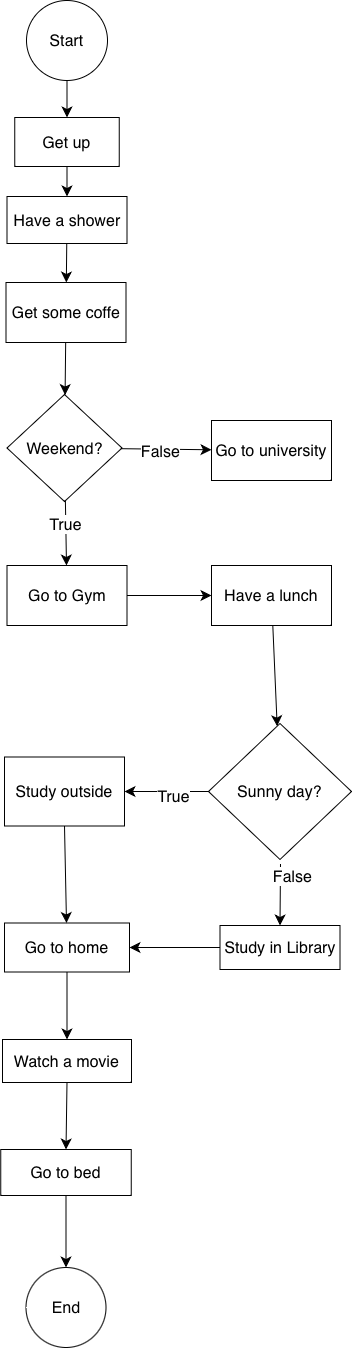 Start
Get up
Have a shower
Get some coffe
Weekend?
False
Go to university
True
Go to Gym
Have a lunch
Sunny day?
True
Study outside
False
Study in Library
Go to home
Watch a movie
Go to bed
End